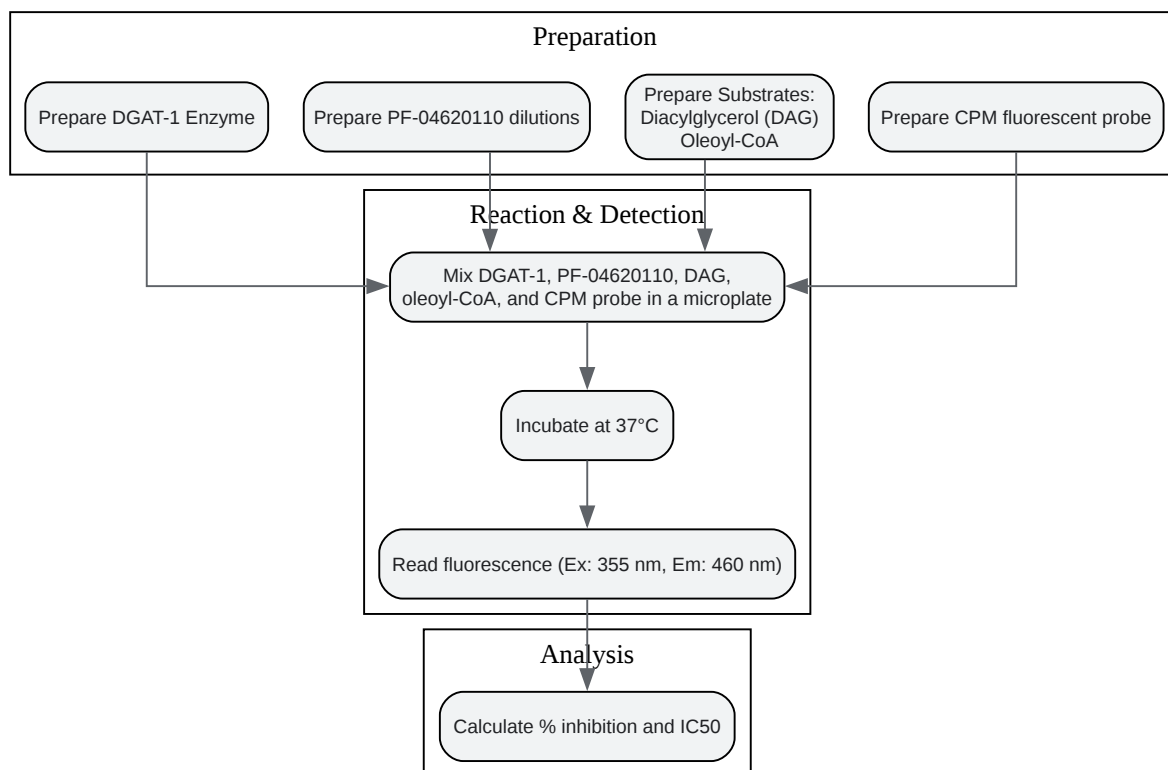 Preparation
Prepare DGAT-1 Enzyme
Prepare PF-04620110 dilutions
Prepare Substrates:
Diacylglycerol (DAG)
Oleoyl-CoA
Prepare CPM fluorescent probe
Reaction & Detection
Mix DGAT-1, PF-04620110, DAG,
oleoyl-CoA, and CPM probe in a microplate
Incubate at 37°C
Read fluorescence (Ex: 355 nm, Em: 460 nm)
Analysis
Calculate % inhibition and IC50